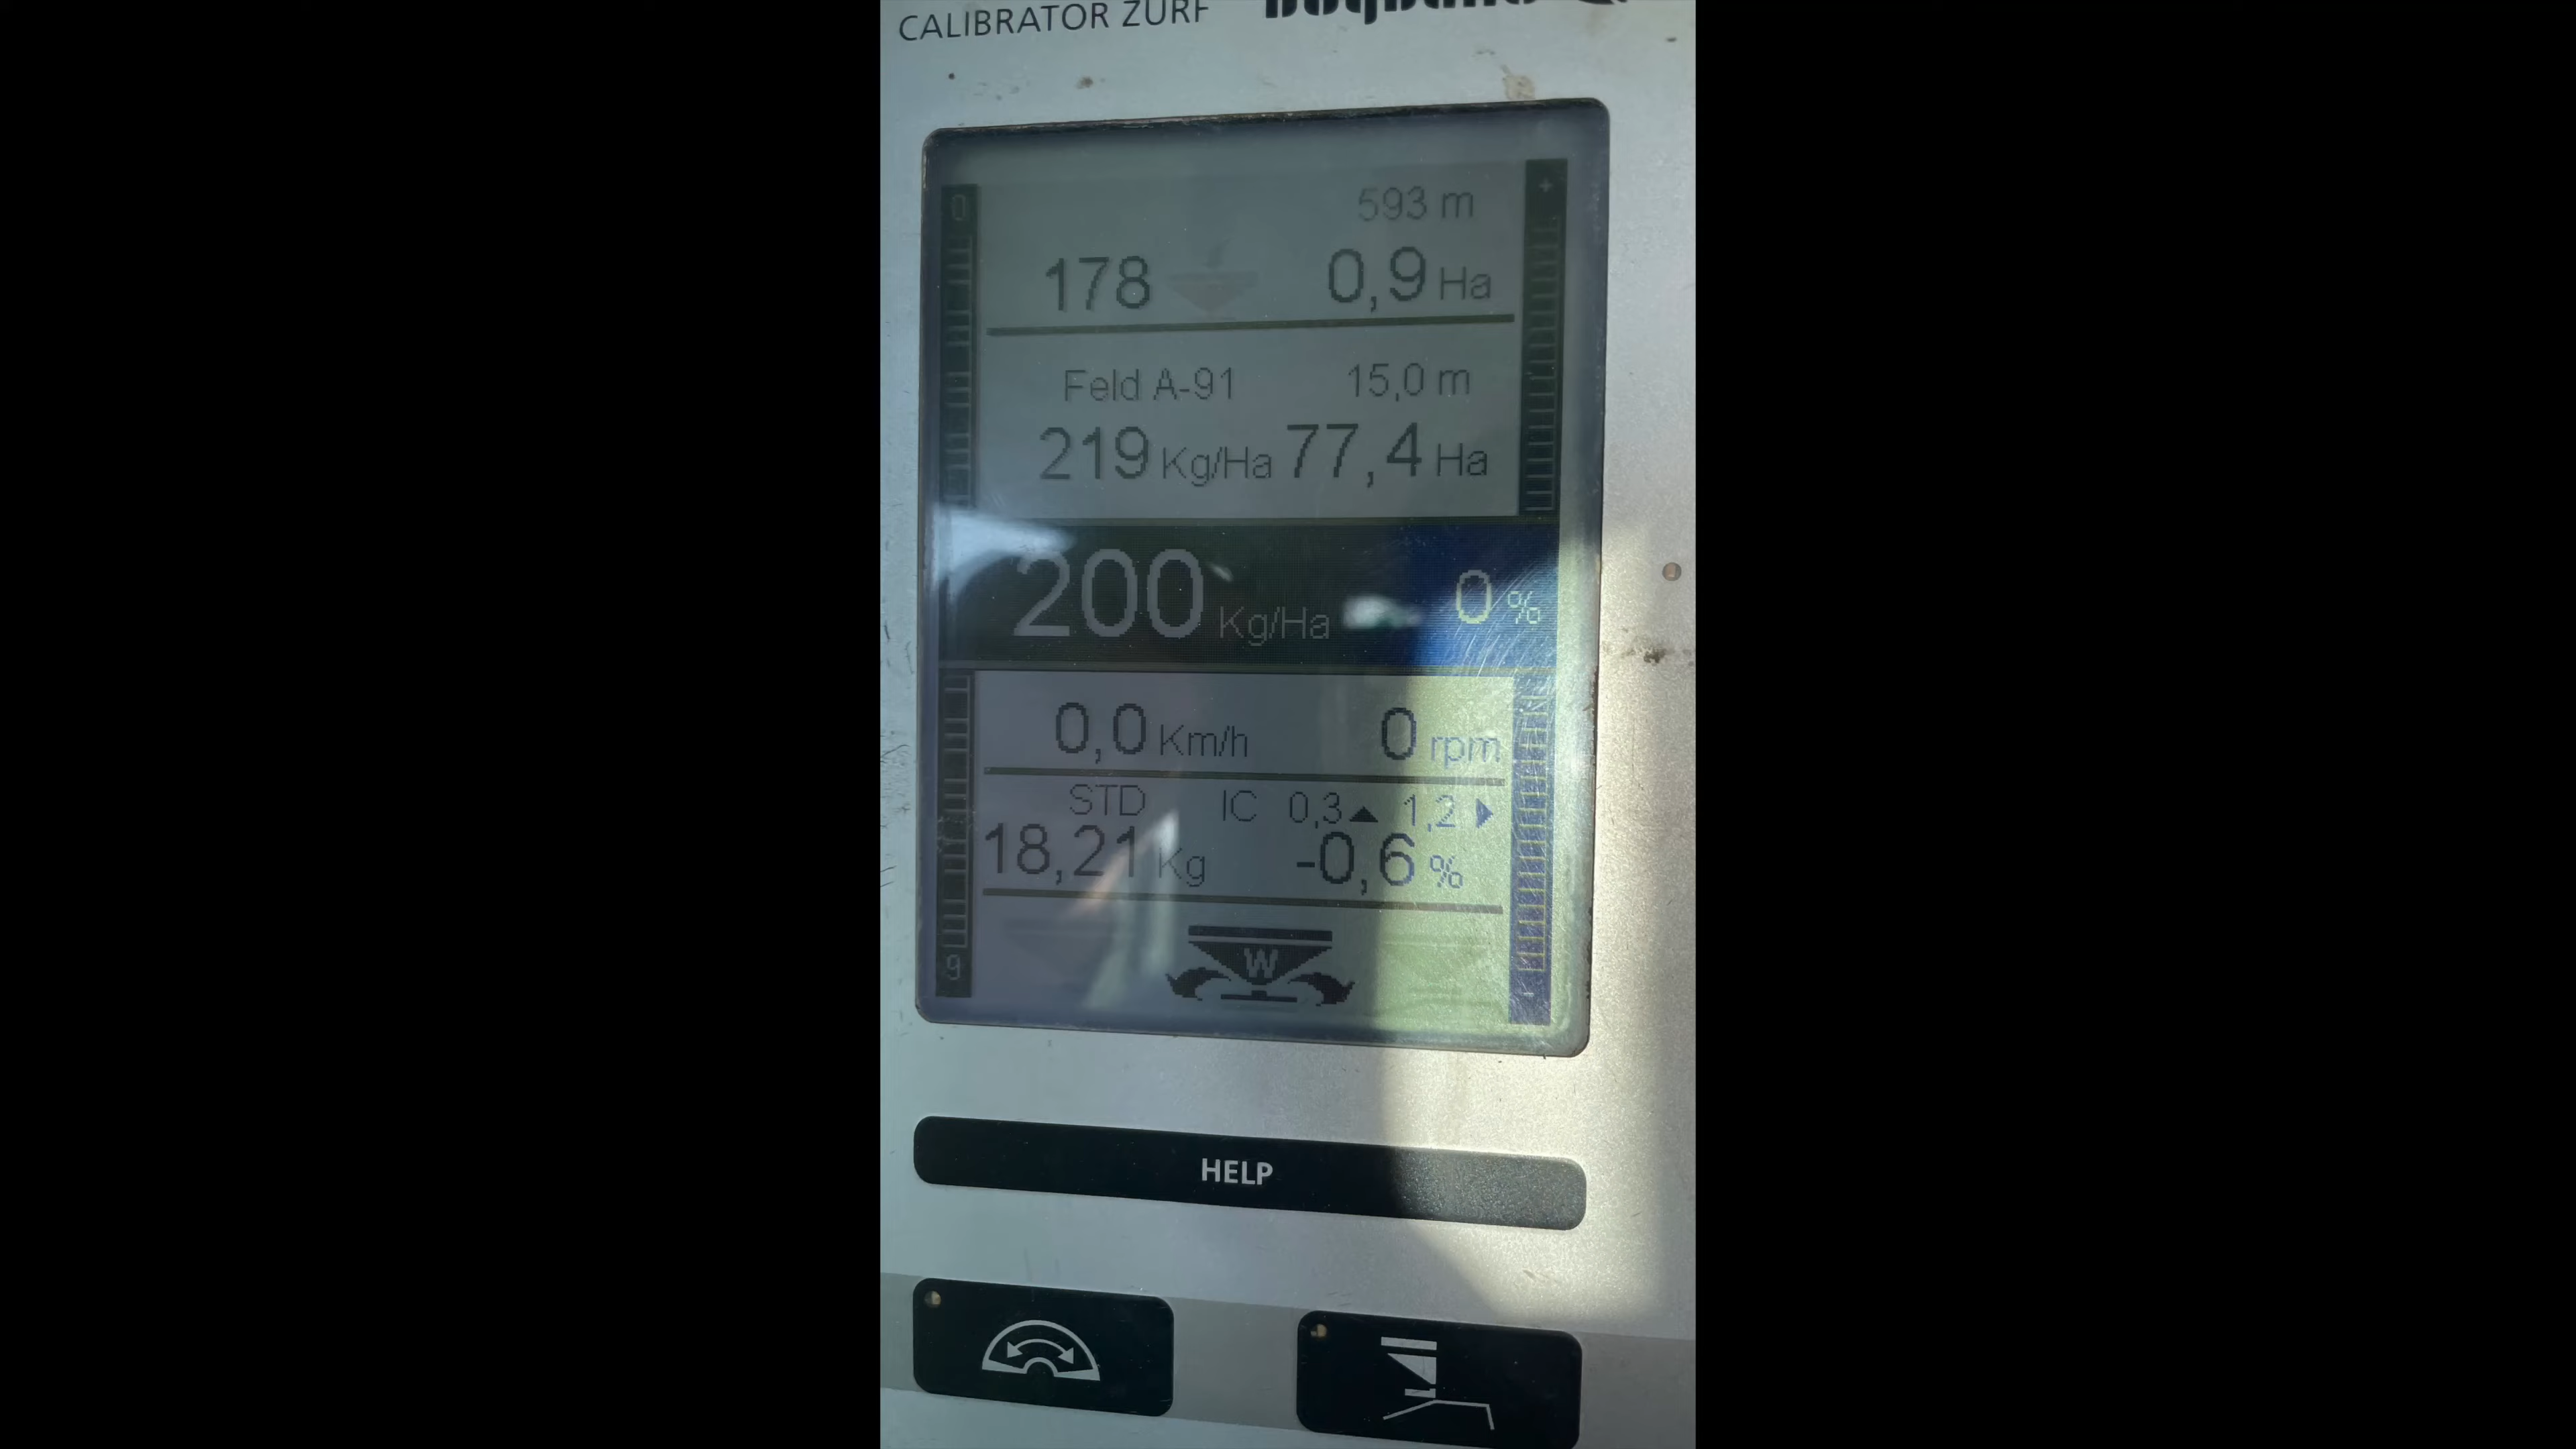 CALIBRATOR ZURF
593 m
0
+
178 0,9 Ha
Feld A-91 15,0 m
219 Kg/Ha 77,4 Ha
200 Kg/Ha 0 %
0,0 Km/h 0 rpm
STD IC 0,3 ▲ 1,2 ▶
18,21 Kg -0,6 %
W
9
-
HELP